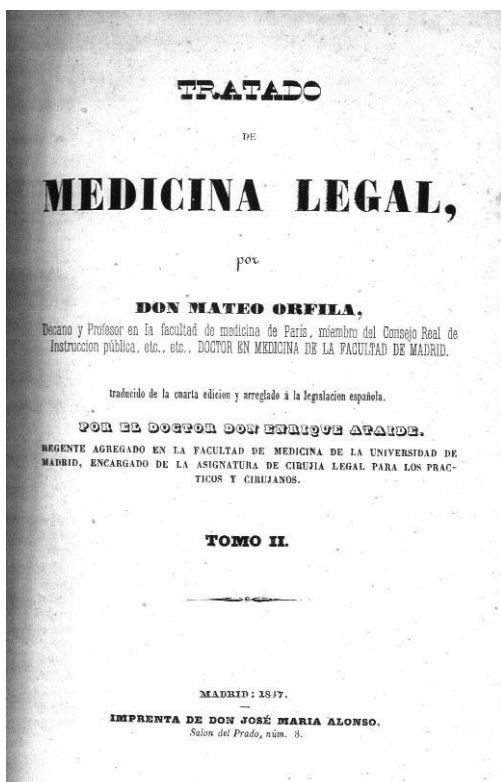 TRATADO
DE
MEDICINA LEGAL,
por
DON MATEO ORFILA,
Decano y Profesor en la facultad de medicina de París, miembro del Consejo Real de
Instruccion pública, etc., etc., DOCTOR EN MEDICINA DE LA FACULTAD DE MADRID.
traducido de la cuarta edicion y arreglado á la legislacion española.
POR EL DOCTOR DON ENRIQUE ATAIDE.
REGENTE AGREGADO EN LA FACULTAD DE MEDICINA DE LA UNIVERSIDAD DE
MADRID, ENCARGADO DE LA ASIGNATURA DE CIRUJIA LEGAL PARA LOS PRAC-
TICOS Y CIRUJANOS.
TOMO II.
MADRID: 1847.
IMPRENTA DE DON JOSÉ MARIA ALONSO,
Salon del Prado, núm. 8.